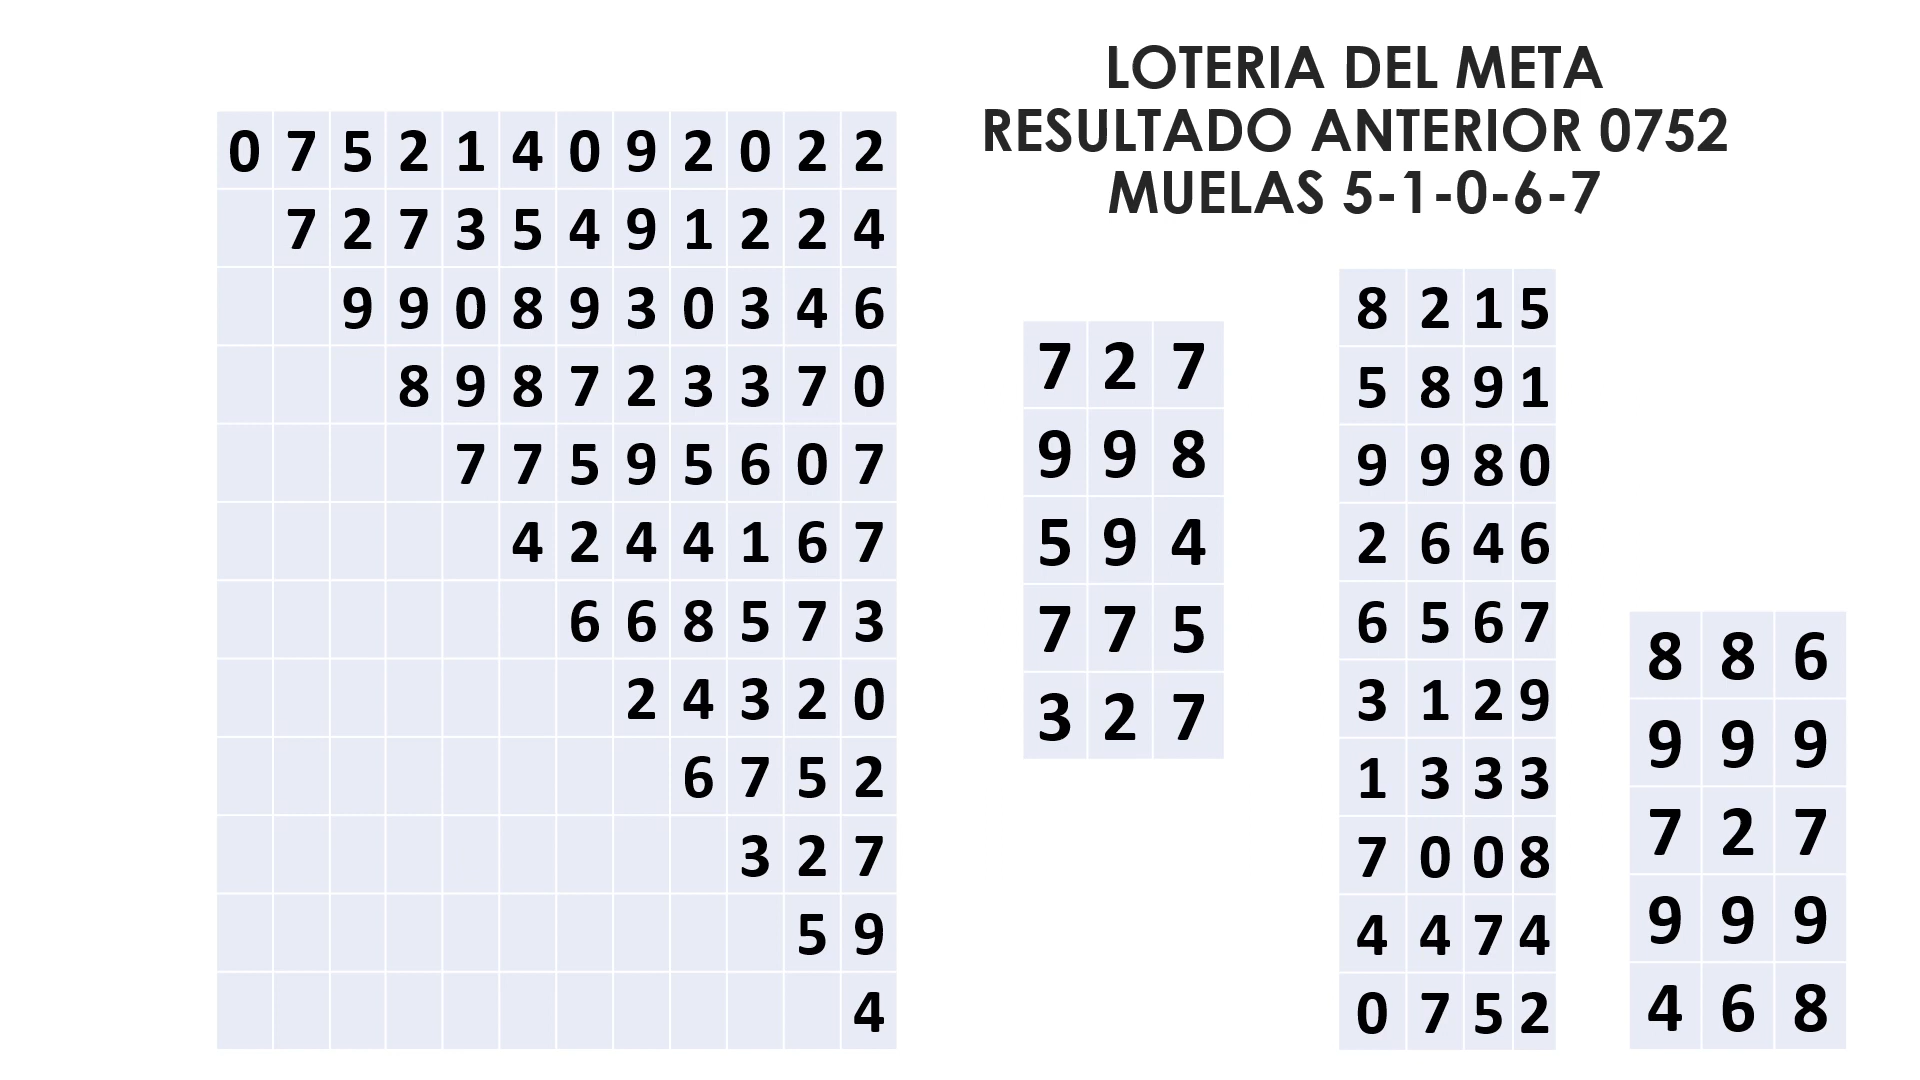 LOTERIA DEL META
RESULTADO ANTERIOR 0752
MUELAS 5-1-0-6-7
0 7 5 2 1 4 0 9 2 0 2 2
7 2 7 3 5 4 9 1 2 2 4
9 9 0 8 9 3 0 3 4 6
8 9 8 7 2 3 3 7 0
7 7 5 9 5 6 0 7
4 2 4 4 1 6 7
6 6 8 5 7 3
2 4 3 2 0
6 7 5 2
3 2 7
5 9
4
7 2 7
9 9 8
5 9 4
7 7 5
3 2 7
8 2 1 5
5 8 9 1
9 9 8 0
2 6 4 6
6 5 6 7
3 1 2 9
1 3 3 3
7 0 0 8
4 4 7 4
0 7 5 2
8 8 6
9 9 9
7 2 7
9 9 9
4 6 8